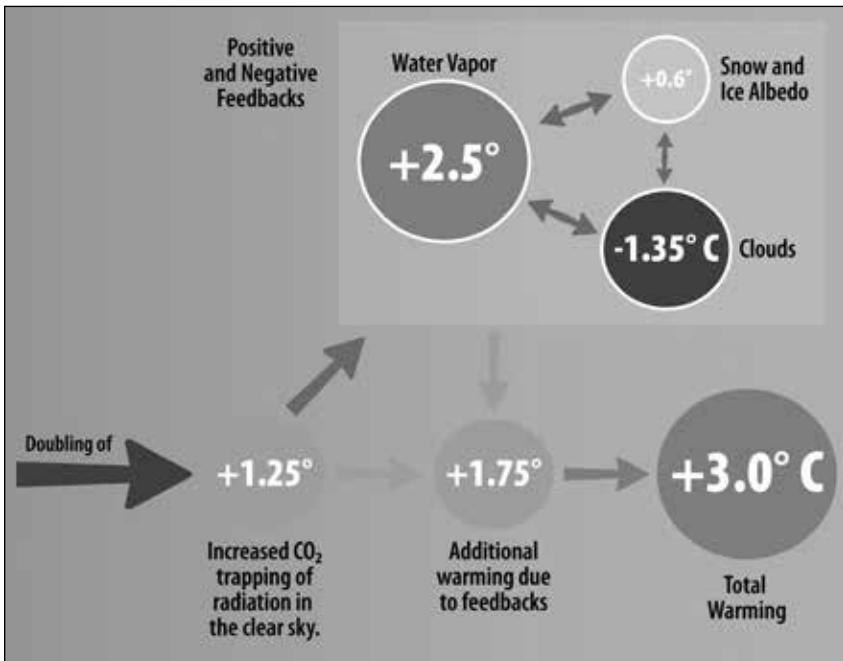 Positive
and Negative
Feedbacks
Water Vapor
+2.5°
+0.6°
Snow and
Ice Albedo
-1.35° C
Clouds
Doubling of
+1.25°
+1.75°
+3.0° C
Increased CO₂
trapping of
radiation in
the clear sky.
Additional
warming due
to feedbacks
Total
Warming